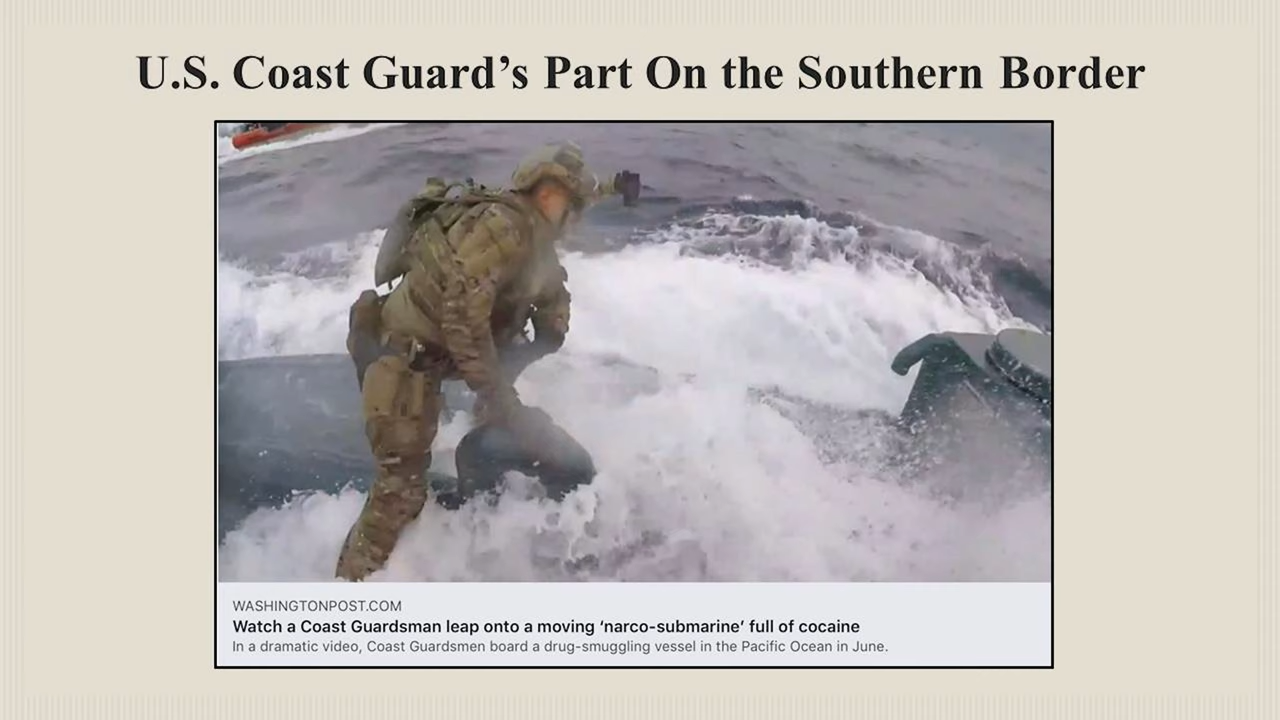 U.S. Coast Guard’s Part On the Southern Border
WASHINGTONPOST.COM
Watch a Coast Guardsman leap onto a moving ‘narco-submarine’ full of cocaine
In a dramatic video, Coast Guardsmen board a drug-smuggling vessel in the Pacific Ocean in June.